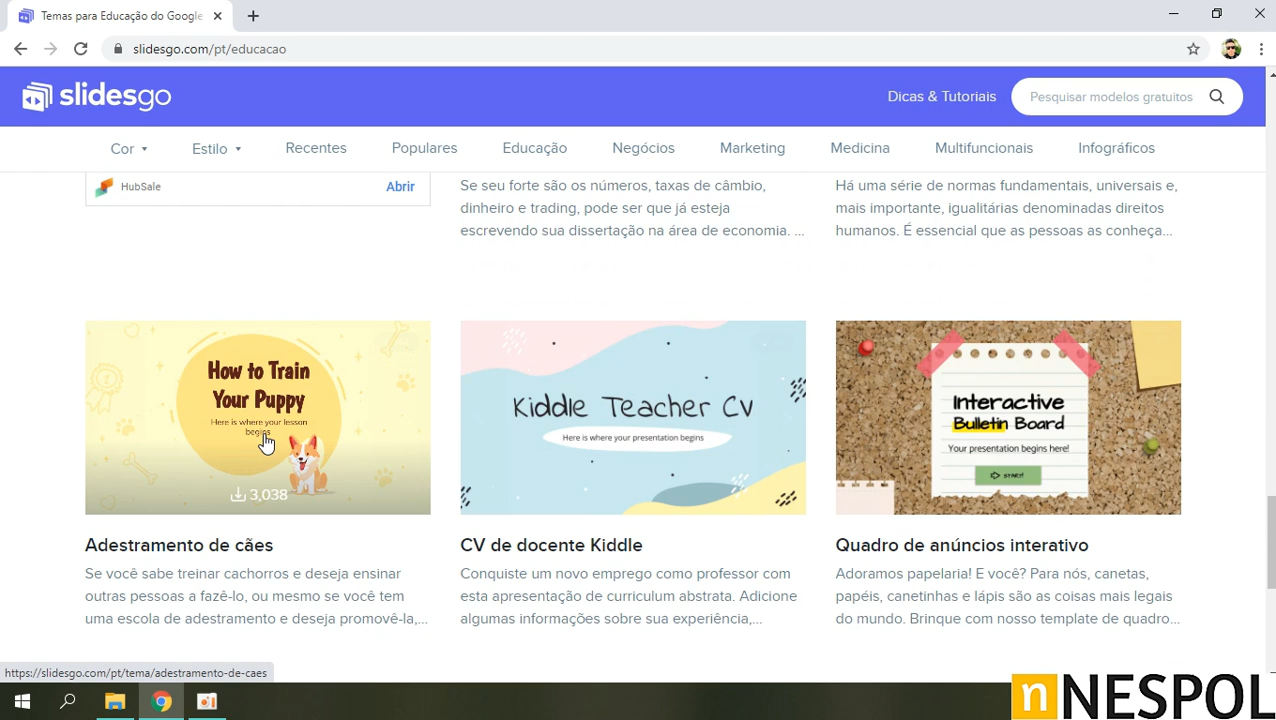 Temas para Educação do Google
slidesgo.com/pt/educacao
slidesgo
Dicas & Tutoriais
Pesquisar modelos gratuitos
Cor
Estilo
Recentes
Populares
Educação
Negócios
Marketing
Medicina
Multifuncionais
Infográficos
HubSale
Abrir
Se seu forte são os números, taxas de câmbio,
dinheiro e trading, pode ser que já esteja
escrevendo sua dissertação na área de economia. ...
Há uma série de normas fundamentais, universais e,
mais importante, igualitárias denominadas direitos
humanos. É essencial que as pessoas as conheça...
How to Train
Your Puppy
Here is where your lesson
begins
3,038
Kiddle Teacher CV
Here is where your presentation begins
Interactive
Bulletin Board
Your presentation begins here!
START!
Adestramento de cães
Se você sabe treinar cachorros e deseja ensinar
outras pessoas a fazê-lo, ou mesmo se você tem
uma escola de adestramento e deseja promovê-la,...
CV de docente Kiddle
Conquiste um novo emprego como professor com
esta apresentação de curriculum abstrata. Adicione
algumas informações sobre sua experiência,...
Quadro de anúncios interativo
Adoramos papelaria! E você? Para nós, canetas,
papéis, canetinhas e lápis são as coisas mais legais
do mundo. Brinque com nosso template de quadro...
https://slidesgo.com/pt/tema/adestramento-de-caes
n NESPOL